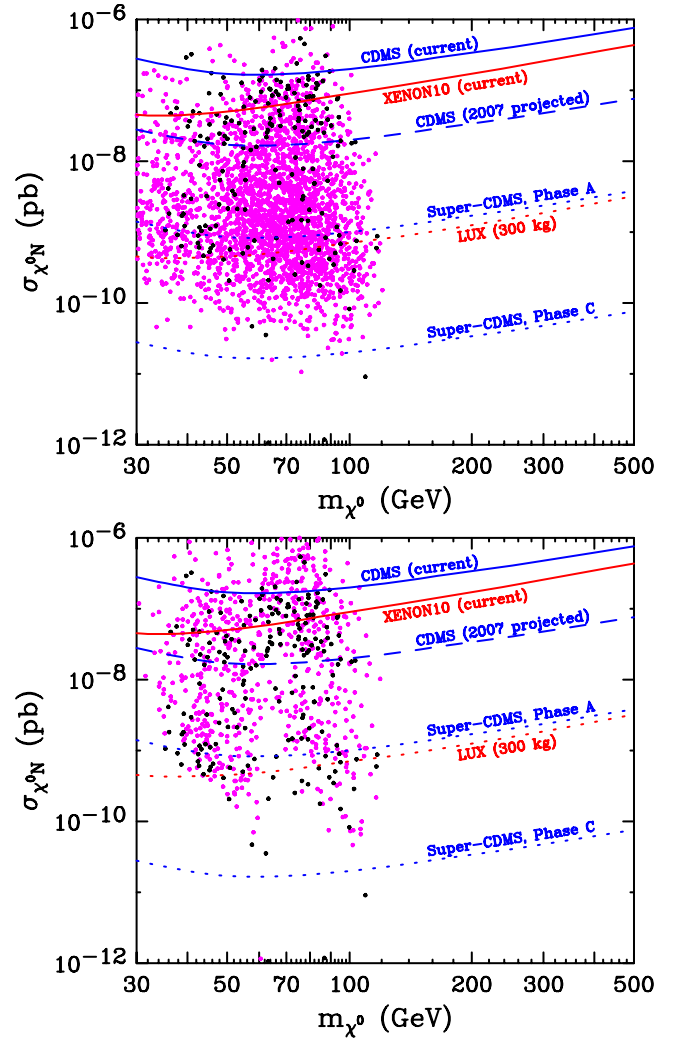 10⁻⁶
CDMS (current)
XENON10 (current)
CDMS (2007 projected)
10⁻⁸
σχ⁰N (pb)
Super-CDMS, Phase A
LUX (300 kg)
10⁻¹⁰
Super-CDMS, Phase C
10⁻¹²
30 50 70 100 200 300 500
mχ⁰ (GeV)
10⁻⁶
CDMS (current)
XENON10 (current)
CDMS (2007 projected)
10⁻⁸
σχ⁰N (pb)
Super-CDMS, Phase A
LUX (300 kg)
10⁻¹⁰
Super-CDMS, Phase C
10⁻¹²
30 50 70 100 200 300 500
mχ⁰ (GeV)